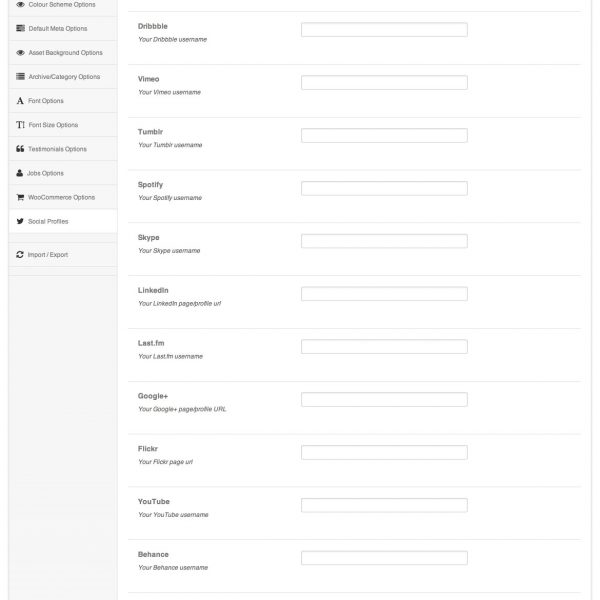 Colour Scheme Options
Default Meta Options
Asset Background Options
Archive/Category Options
Font Options
Font Size Options
Testimonials Options
Jobs Options
WooCommerce Options
Social Profiles
Import / Export
Dribbble
Your Dribbble username
Vimeo
Your Vimeo username
Tumblr
Your Tumblr username
Spotify
Your Spotify username
Skype
Your Skype username
LinkedIn
Your LinkedIn page/profile url
Last.fm
Your Last.fm username
Google+
Your Google+ page/profile URL
Flickr
Your Flickr page url
YouTube
Your YouTube username
Behance
Your Behance username